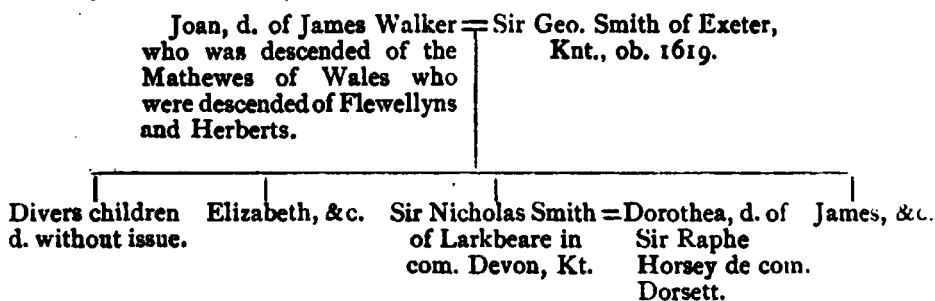 Joan, d. of James Walker = Sir Geo. Smith of Exeter,
who was descended of the Knt., ob. 1619.
Mathewes of Wales who
were descended of Flewellyns
and Herberts.
Divers children Elizabeth, &c. Sir Nicholas Smith = Dorothea, d. of James, &c.
d. without issue. of Larkbeare in Sir Raphe
com. Devon, Kt. Horsey de com.
Dorsett.